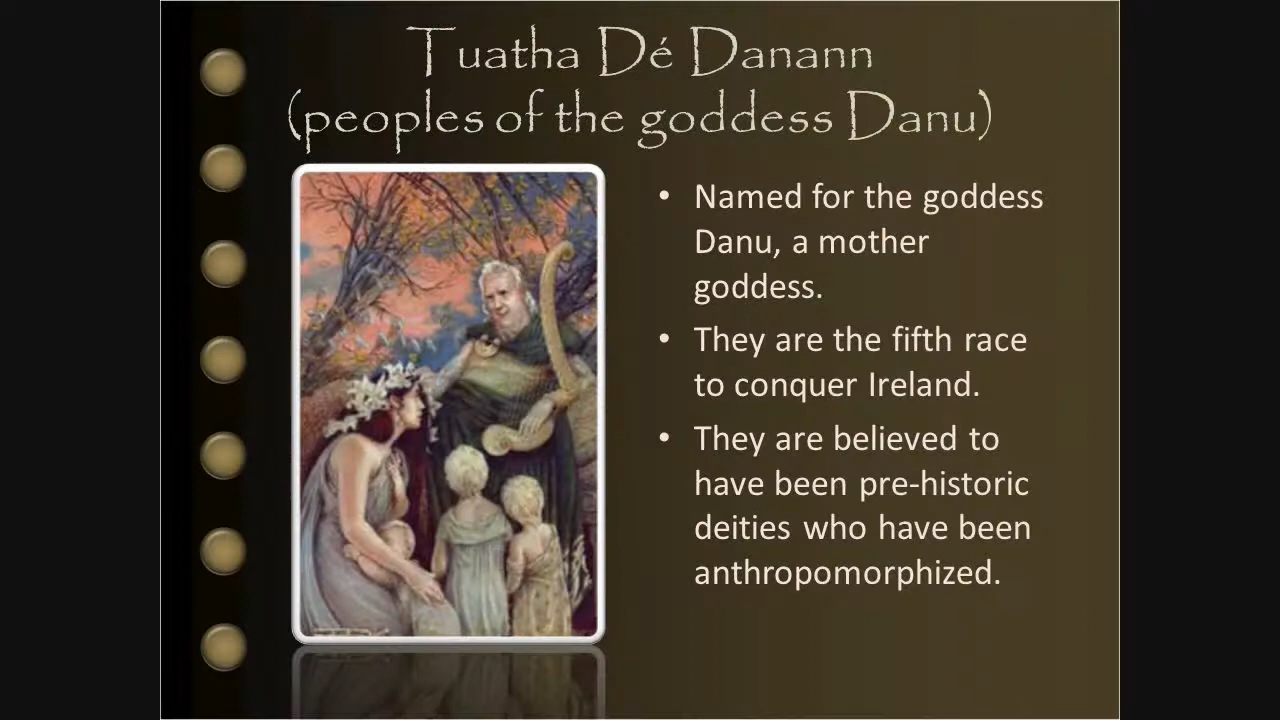 Tuatha Dé Danann
(peoples of the goddess Danu)
• Named for the goddess
Danu, a mother
goddess.
• They are the fifth race
to conquer Ireland.
• They are believed to
have been pre-historic
deities who have been
anthropomorphized.